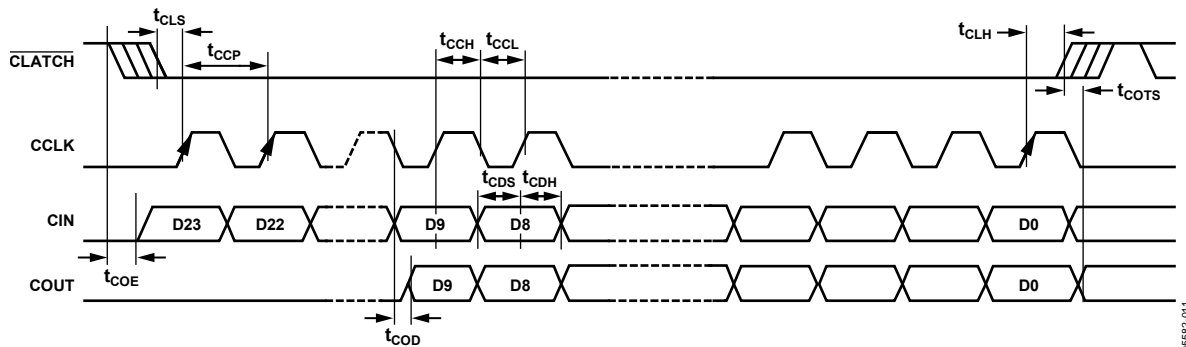 tCLS
tCCP
tCCH
tCCL
tCLH
CLATCH
tCOTS
CCLK
tCDS
tCDH
CIN
D23
D22
D9
D8
D0
tCOE
COUT
D9
D8
D0
tCOD